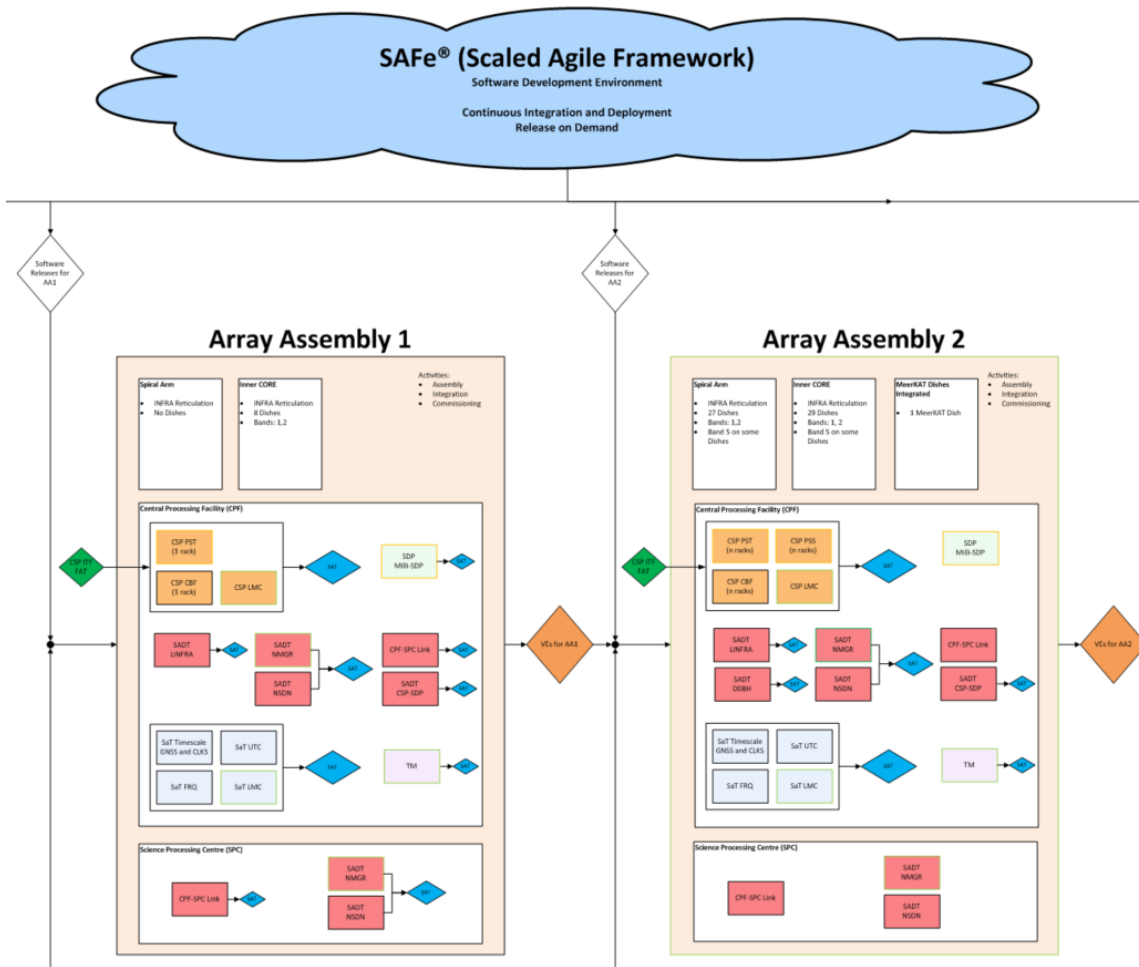 SAFe® (Scaled Agile Framework)
Software Development Environment
Continuous Integration and Deployment
Release on Demand
Software
Releases for
AA1
Software
Releases for
AA2
Array Assembly 1
Spiral Arm
• INFRA Reticulation
• No Dishes
Inner CORE
• INFRA Reticulation
• 8 Dishes
• Bands: 1,2
Activities:
• Assembly
• Integration
• Commissioning
Central Processing Facility (CPF)
CSP ITF
FAT
CSP PST
(1 rack)
CSP CBF
(1 rack)
CSP LMC
SAT
SDP
Milli-SDP
SAT
SADT
LINFRA
SAT
SADT
NMGR
SADT
NSDN
SAT
CPF-SPC Link
SAT
SADT
CSP-SDP
SAT
SaT Timescale
GNSS and CLKS
SaT UTC
SaT FRQ
SaT LMC
SAT
TM
SAT
VEs for AA1
Science Processing Centre (SPC)
CPF-SPC Link
SAT
SADT
NMGR
SADT
NSDN
SAT
Array Assembly 2
Spiral Arm
• INFRA Reticulation
• 27 Dishes
• Bands: 1,2
• Band 5 on some
Dishes
Inner CORE
• INFRA Reticulation
• 29 Dishes
• Bands: 1, 2
• Band 5 on some
Dishes
MeerKAT Dishes
Integrated
• 1 MeerKAT Dish
Activities:
• Assembly
• Integration
• Commissioning
Central Processing Facility (CPF)
CSP ITF
FAT
CSP PST
(n racks)
CSP PSS
(n racks)
CSP CBF
(n racks)
CSP LMC
SAT
SDP
Milli-SDP
SADT
LINFRA
SAT
SADT
DDBH
SAT
SADT
NMGR
SADT
NSDN
SAT
CPF-SPC Link
SADT
CSP-SDP
SAT
SaT Timescale
GNSS and CLKS
SaT UTC
SaT FRQ
SaT LMC
SAT
TM
SAT
VEs for AA2
Science Processing Centre (SPC)
CPF-SPC Link
SADT
NMGR
SADT
NSDN